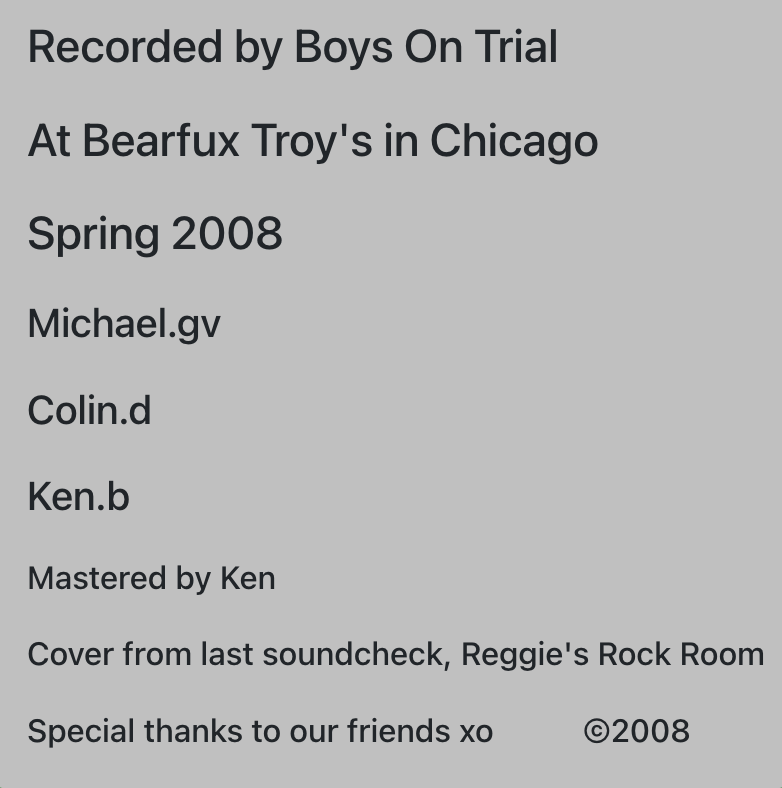 Recorded by Boys On Trial
At Bearfux Troy's in Chicago
Spring 2008
Michael.gv
Colin.d
Ken.b
Mastered by Ken
Cover from last soundcheck, Reggie's Rock Room
Special thanks to our friends xo ©2008